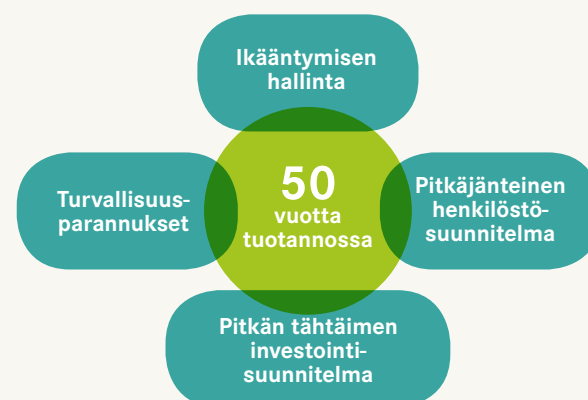 Ikääntymisen
hallinta
Turvallisuus-
parannukset
50
vuotta
tuotannossa
Pitkäjänteinen
henkilöstö-
suunnitelma
Pitkän tähtäimen
investointi-
suunnitelma